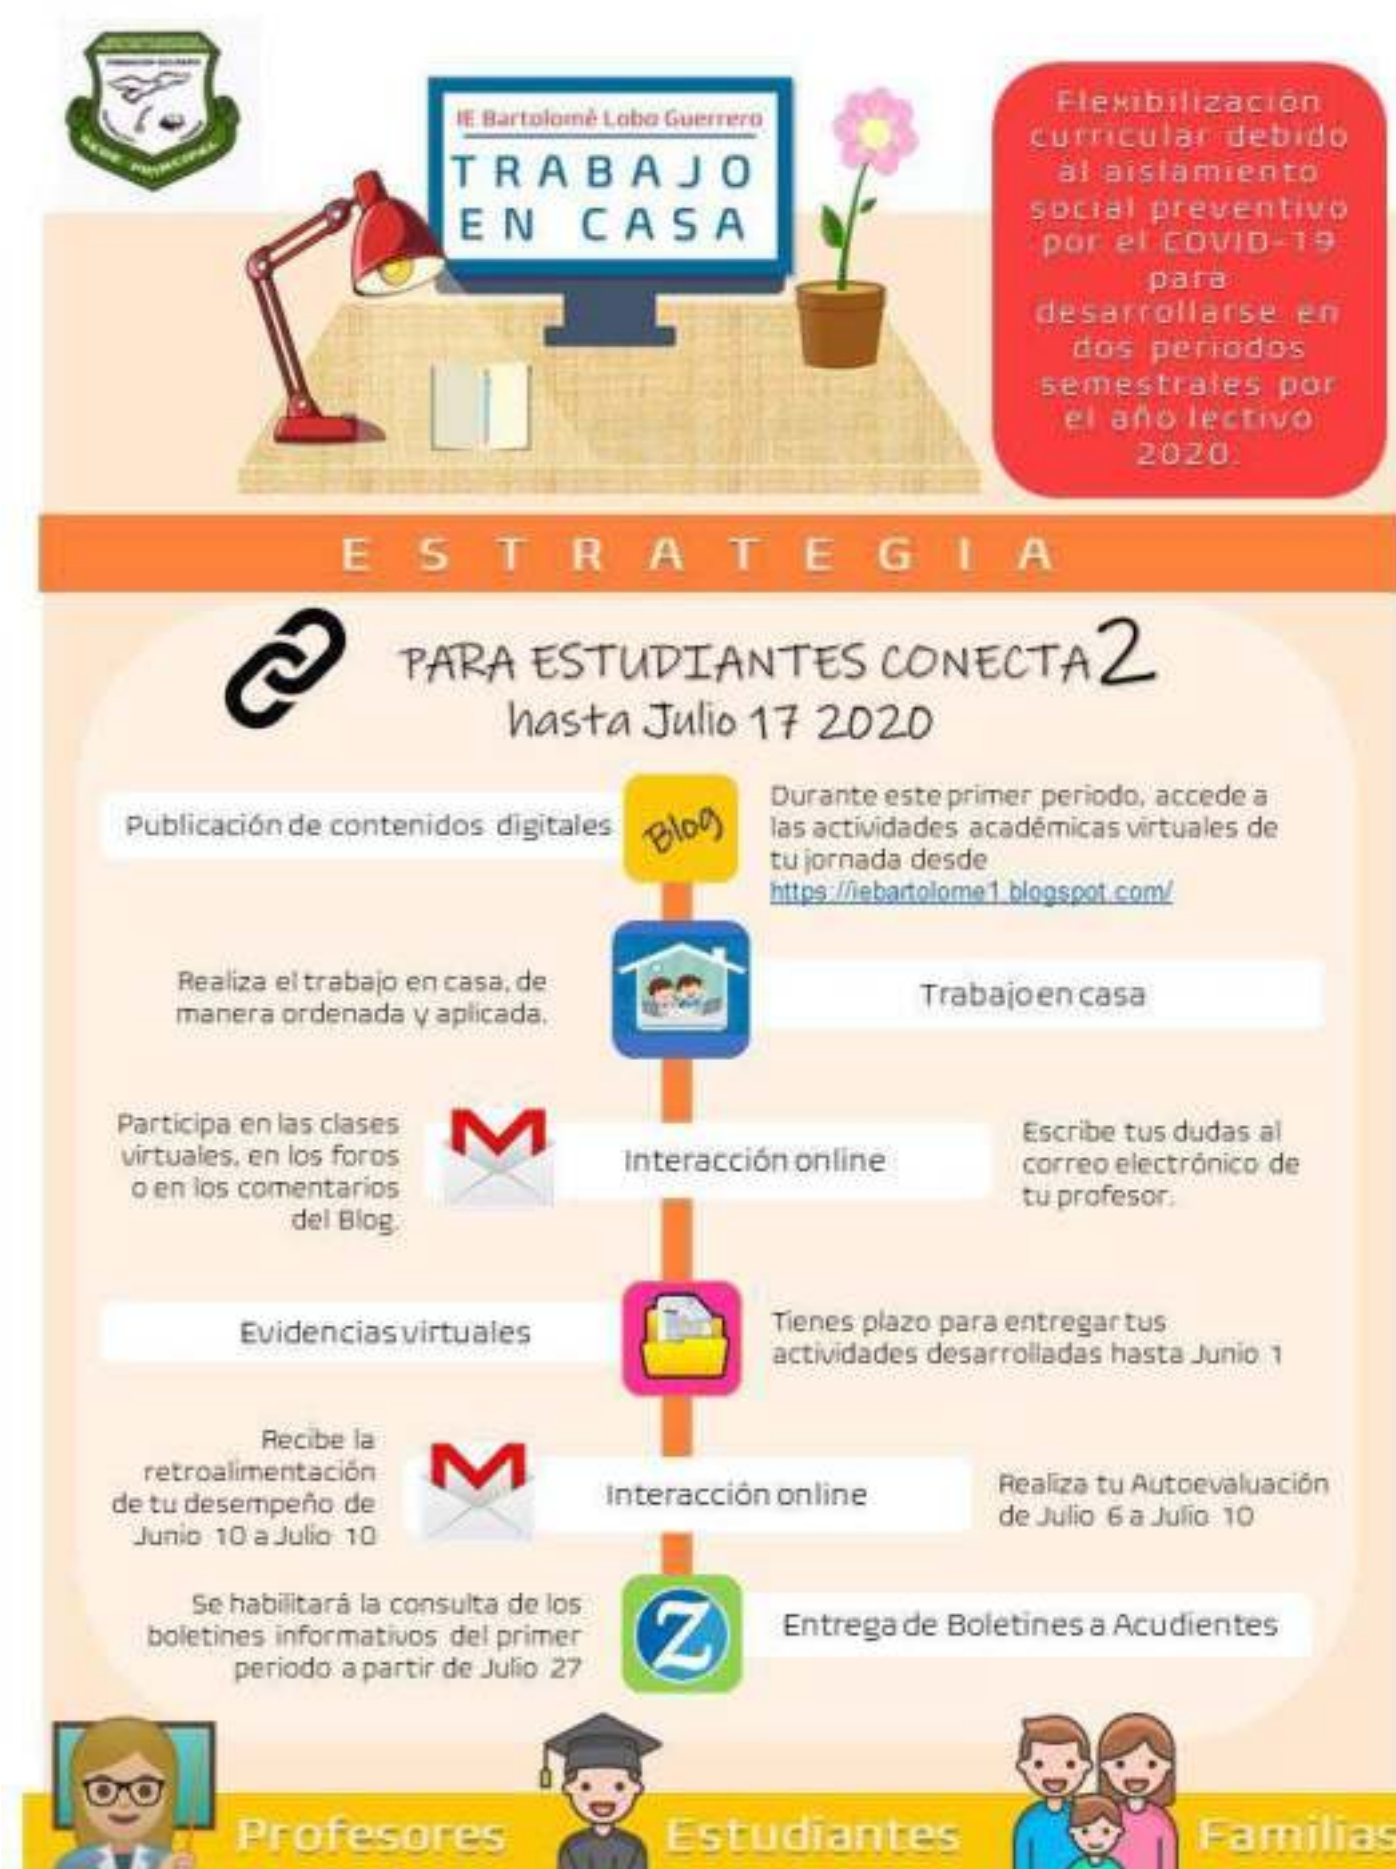 SEDE PRINCIPAL
IE Bartolomé Lobo Guerrero
TRABAJO
EN CASA
Flexibilización
curricular debido
al aislamiento
social preventivo
por el COVID-19
para
desarrollarse en
dos periodos
semestrales por
el año lectivo
2020.
ESTRATEGIA
PARA ESTUDIANTES CONECTA2
hasta Julio 17 2020
Publicación de contenidos digitales
Blog
Durante este primer periodo, accede a
las actividades académicas virtuales de
tu jornada desde
https://iebartolome1.blogspot.com/
Realiza el trabajo en casa, de
manera ordenada y aplicada.
Trabajo en casa
Participa en las clases
virtuales, en los foros
o en los comentarios
del Blog.
Interacción online
Escribe tus dudas al
correo electrónico de
tu profesor.
Evidencias virtuales
Tienes plazo para entregar tus
actividades desarrolladas hasta Junio 1
Recibe la
retroalimentación
de tu desempeño de
Junio 10 a Julio 10
Interacción online
Realiza tu Autoevaluación
de Julio 6 a Julio 10
Se habilitará la consulta de los
boletines informativos del primer
periodo a partir de Julio 27
Z
Entrega de Boletines a Acudientes
Profesores
Estudiantes
Familias